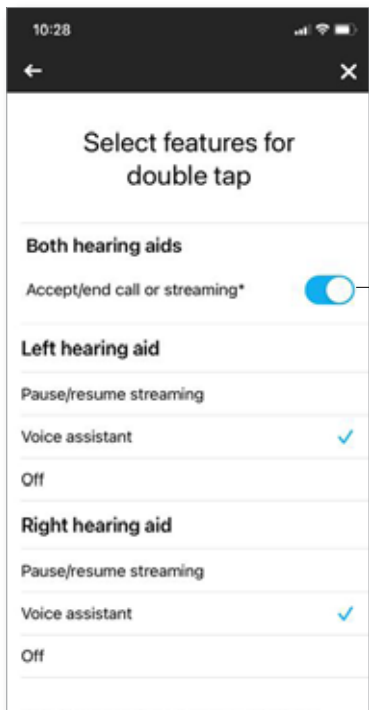 10:28
Select features for
double tap
Both hearing aids
Accept/end call or streaming*
Left hearing aid
Pause/resume streaming
Voice assistant
Off
Right hearing aid
Pause/resume streaming
Voice assistant
Off